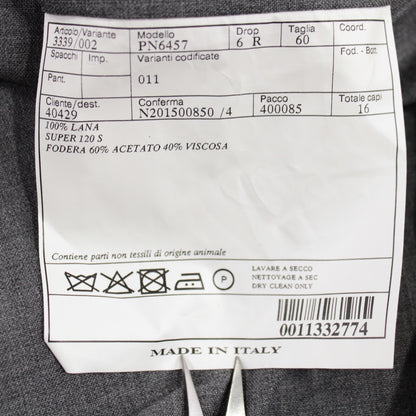 Articolo/Variante Modello Drop Taglia Coord.
3339/002 PN6457 6 R 60
Spacchi Imp. Varianti codificate Fod. - Bott.
Pant. 011
Cliente/dest. Conferma Pacco Totale capi
40429 N201500850 /4 400085 16
100% LANA
SUPER 120 S
FODERA 60% ACETATO 40% VISCOSA
Contiene parti non tessili di origine animale
P
LAVARE A SECCO
NETTOYAGE A SEC
DRY CLEAN ONLY
0011332774
MADE IN ITALY